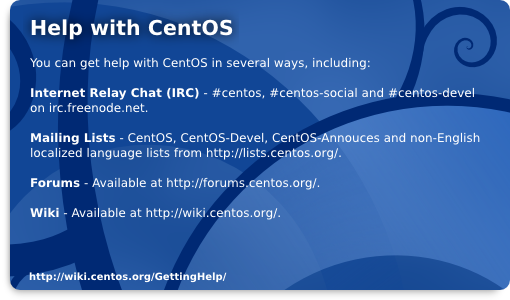 Help with CentOS
You can get help with CentOS in several ways, including:
Internet Relay Chat (IRC) - #centos, #centos-social and #centos-devel
on irc.freenode.net.
Mailing Lists - CentOS, CentOS-Devel, CentOS-Annouces and non-English
localized language lists from http://lists.centos.org/.
Forums - Available at http://forums.centos.org/.
Wiki - Available at http://wiki.centos.org/.
http://wiki.centos.org/GettingHelp/